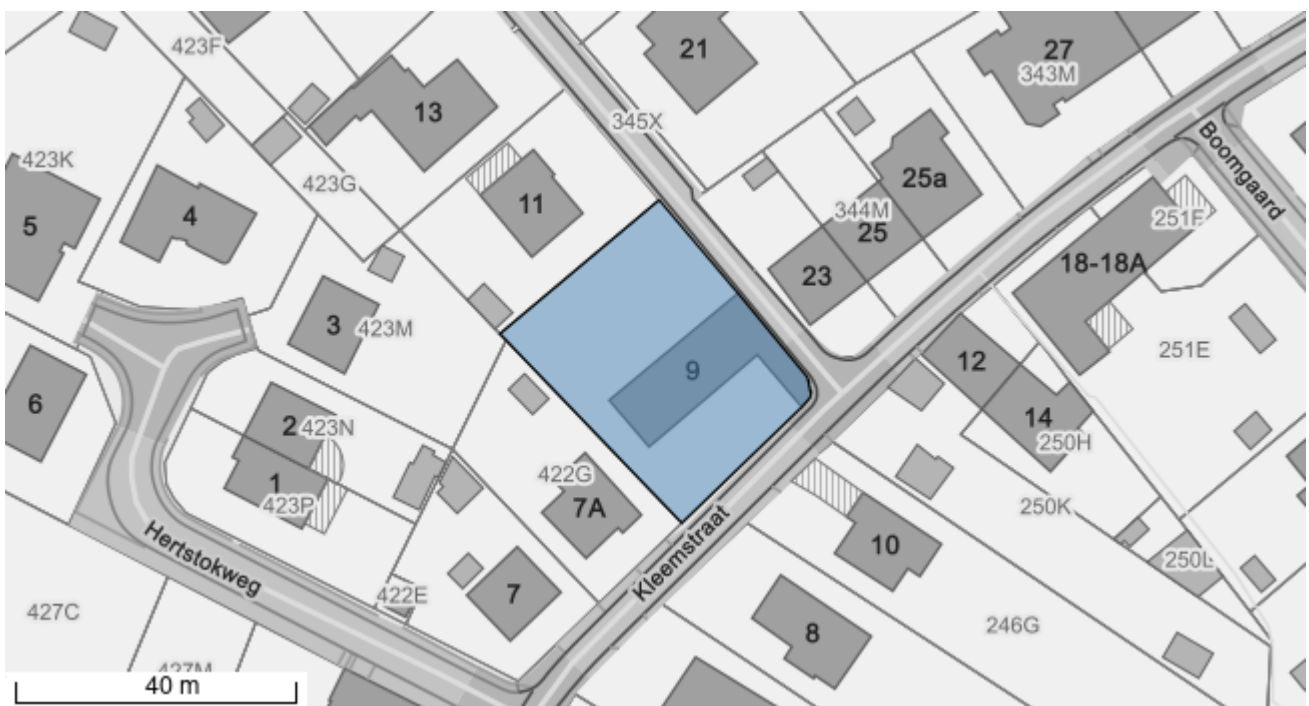 21
27
343M
423F
13
345X
Boomgaard
423K
423G
11
25a
344M
25
251F
5
4
23
18-18A
3
423M
9
12
251E
6
2
423N
14
250H
1
423P
422G
7A
250K
Hertstokweg
Kleemstraat
10
250L
7
422E
8
246G
427C
427M
40 m